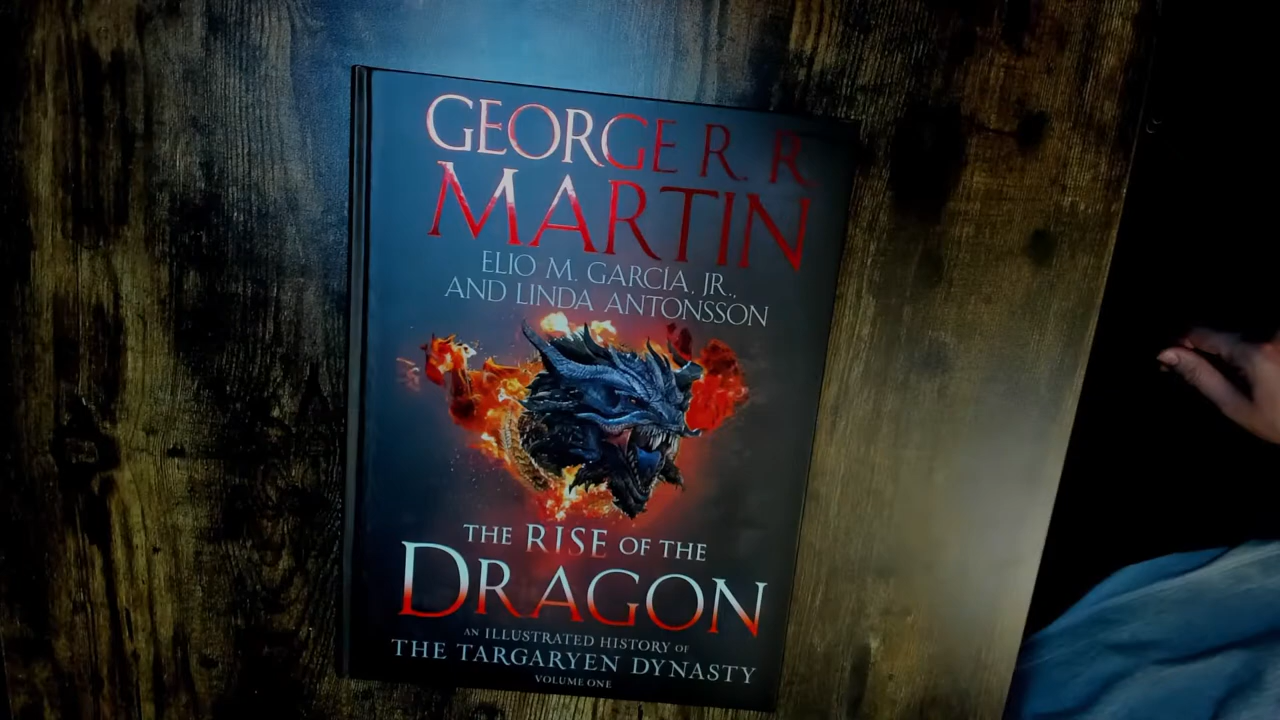 GEORGE R. R.
MARTIN
ELIO M. GARCÍA, JR.,
AND LINDA ANTONSSON
THE RISE OF THE
DRAGON
AN ILLUSTRATED HISTORY OF
THE TARGARYEN DYNASTY
VOLUME ONE